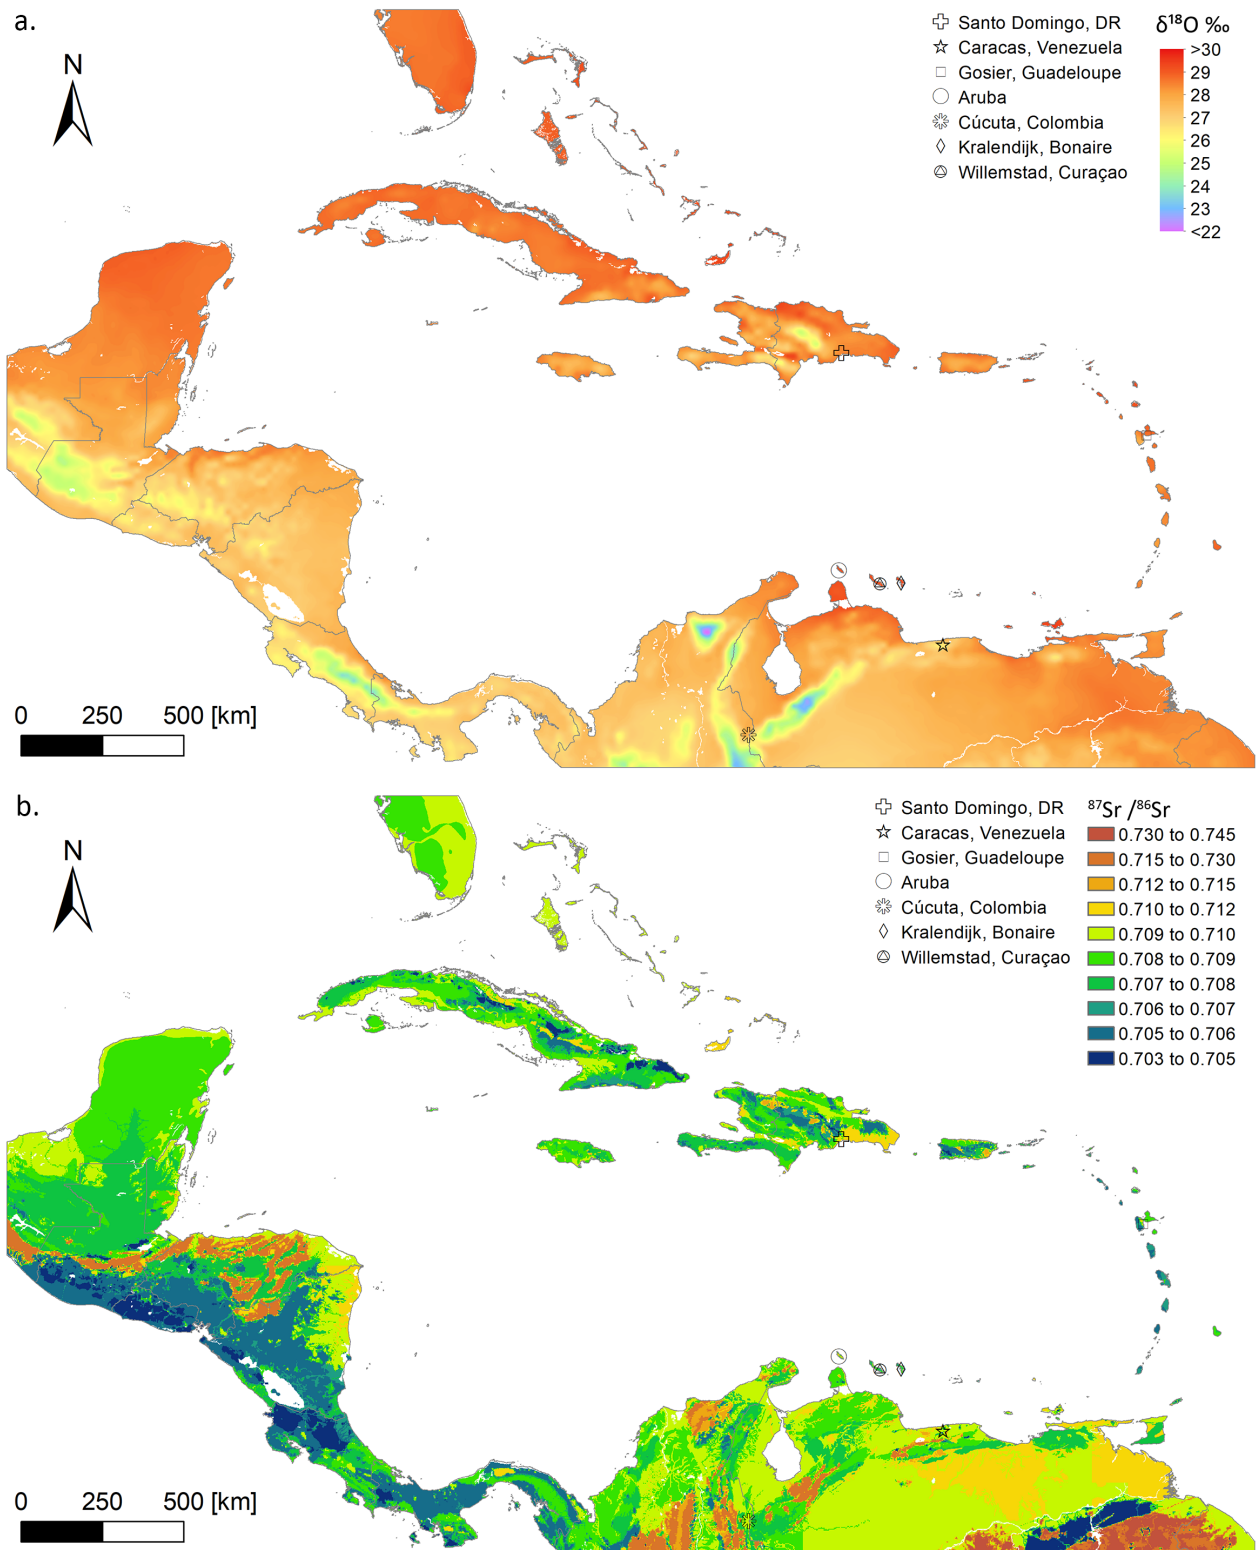 a.
N
Santo Domingo, DR
Caracas, Venezuela
Gosier, Guadeloupe
Aruba
Cúcuta, Colombia
Kralendijk, Bonaire
Willemstad, Curaçao
δ¹⁸O ‰
>30
29
28
27
26
25
24
23
<22
0 250 500 [km]
b.
N
Santo Domingo, DR
Caracas, Venezuela
Gosier, Guadeloupe
Aruba
Cúcuta, Colombia
Kralendijk, Bonaire
Willemstad, Curaçao
⁸⁷Sr /⁸⁶Sr
0.730 to 0.745
0.715 to 0.730
0.712 to 0.715
0.710 to 0.712
0.709 to 0.710
0.708 to 0.709
0.707 to 0.708
0.706 to 0.707
0.705 to 0.706
0.703 to 0.705
0 250 500 [km]